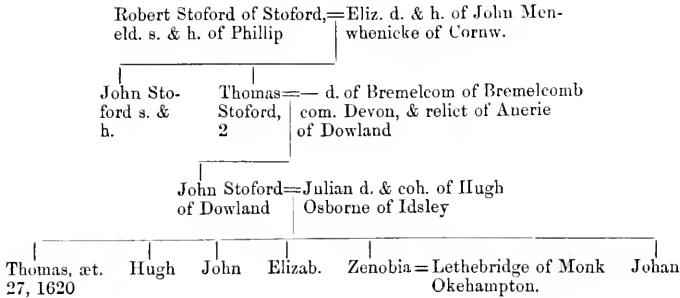 Robert Stoford of Stoford,=Eliz. d. & h. of John Men-
eld. s. & h. of Phillip whenicke of Cornw.
John Sto- Thomas=— d. of Bremelcom of Bremelcomb
ford s. & Stoford, com. Devon, & relict of Auerie
h. 2 of Dowland
John Stoford=Julian d. & coh. of Hugh
of Dowland Osborne of Idsley
Thomas, æt. Hugh John Elizab. Zenobia=Lethebridge of Monk Johan
27, 1620 Okehampton.